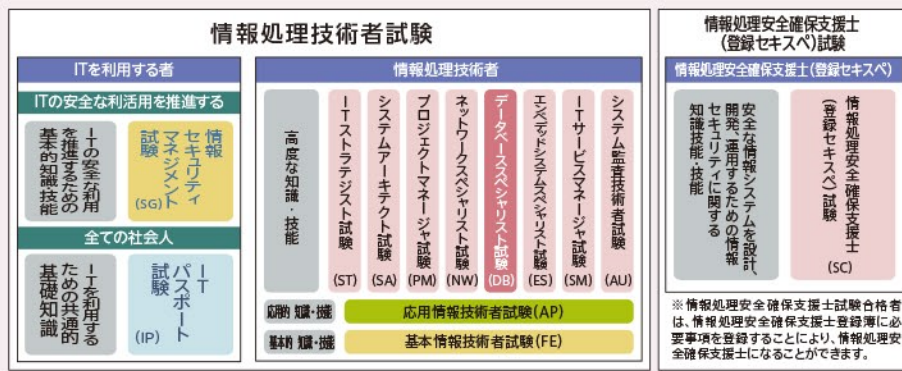 情報処理技術者試験
ITを利用する者
ITの安全な利活用を推進する
ITの安全な利用
を推進するための
基本的知識・技能
情報
セキュリティ
マネジメント
試験
(SG)
全ての社会人
ITを利用する
ための共通的
基礎知識
IT
パスポート
試験
(IP)
情報処理技術者
高度な知識・技能
ITストラテジスト試験
(ST)
システムアーキテクト試験
(SA)
プロジェクトマネージャ試験
(PM)
ネットワークスペシャリスト試験
(NW)
データベーススペシャリスト試験
(DB)
エンベデッドシステムスペシャリスト試験
(ES)
ITサービスマネージャ試験
(SM)
システム監査技術者試験
(AU)
応用的 知識・技能
応用情報技術者試験(AP)
基本的 知識・技能
基本情報技術者試験(FE)
情報処理安全確保支援士
(登録セキスペ)試験
情報処理安全確保支援士(登録セキスペ)
安全な情報システムを設計、
開発、運用するための情報
セキュリティに関する
知識技能・技能
情報処理安全確保支援士
(登録セキスペ)試験
(SC)
※情報処理安全確保支援士試験合格者
は、情報処理安全確保支援士登録簿に必
要事項を登録することにより、情報処理安
全確保支援士になることができます。